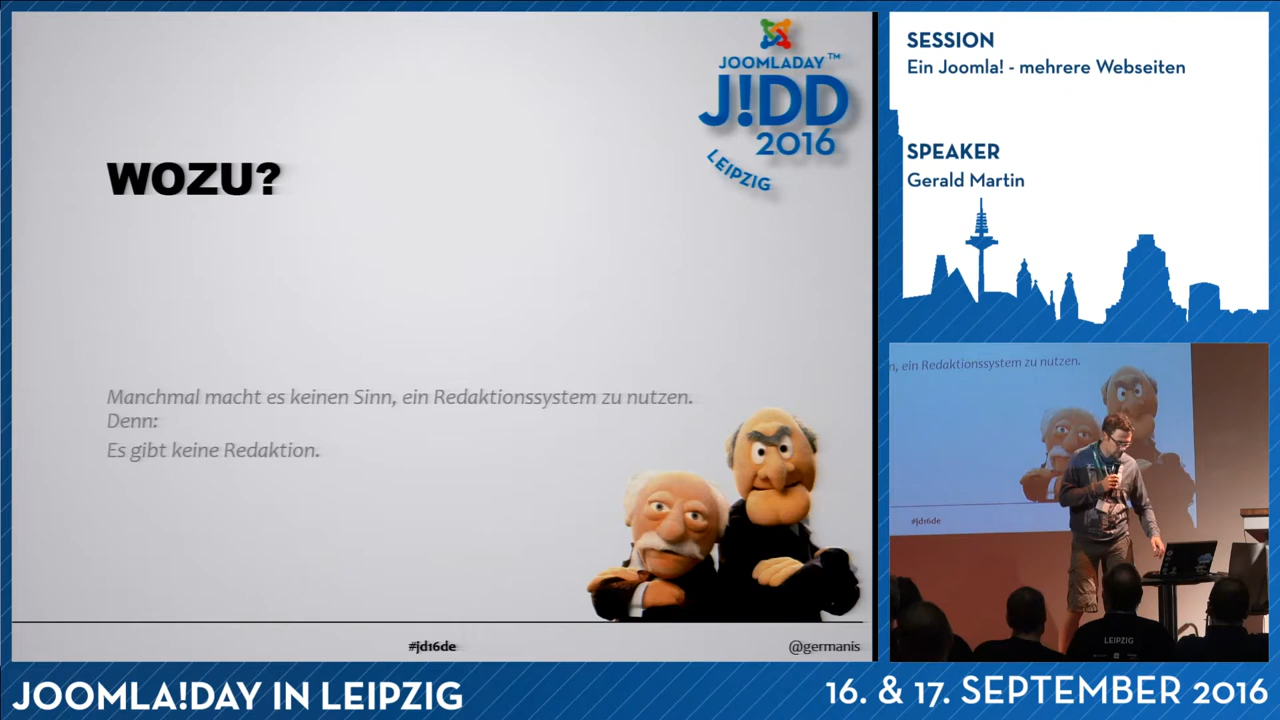 JOOMLADAY™
J!DD
2016
LEIPZIG
WOZU?
Manchmal macht es keinen Sinn, ein Redaktionssystem zu nutzen.
Denn:
Es gibt keine Redaktion.
#jd16de
@germanis
SESSION
Ein Joomla! - mehrere Webseiten
SPEAKER
Gerald Martin
n, ein Redaktionssystem zu nutzen.
#jd16de
LEIPZIG
JOOMLA!DAY IN LEIPZIG
16. & 17. SEPTEMBER 2016